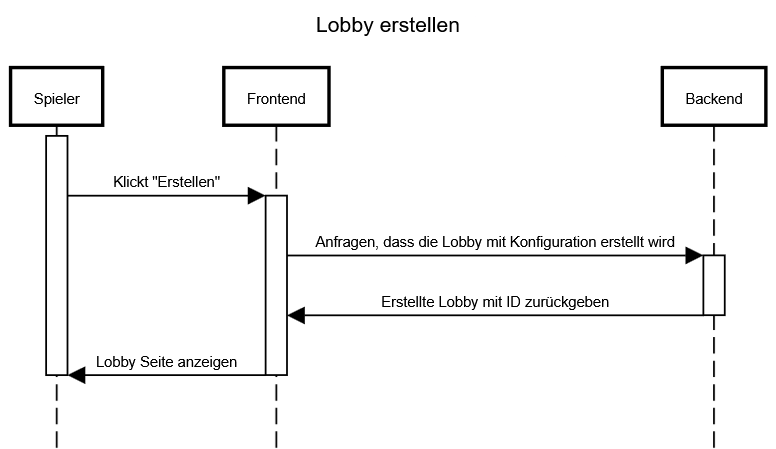 Lobby erstellen
Spieler
Frontend
Backend
Klickt "Erstellen"
Anfragen, dass die Lobby mit Konfiguration erstellt wird
Erstellte Lobby mit ID zurückgeben
Lobby Seite anzeigen